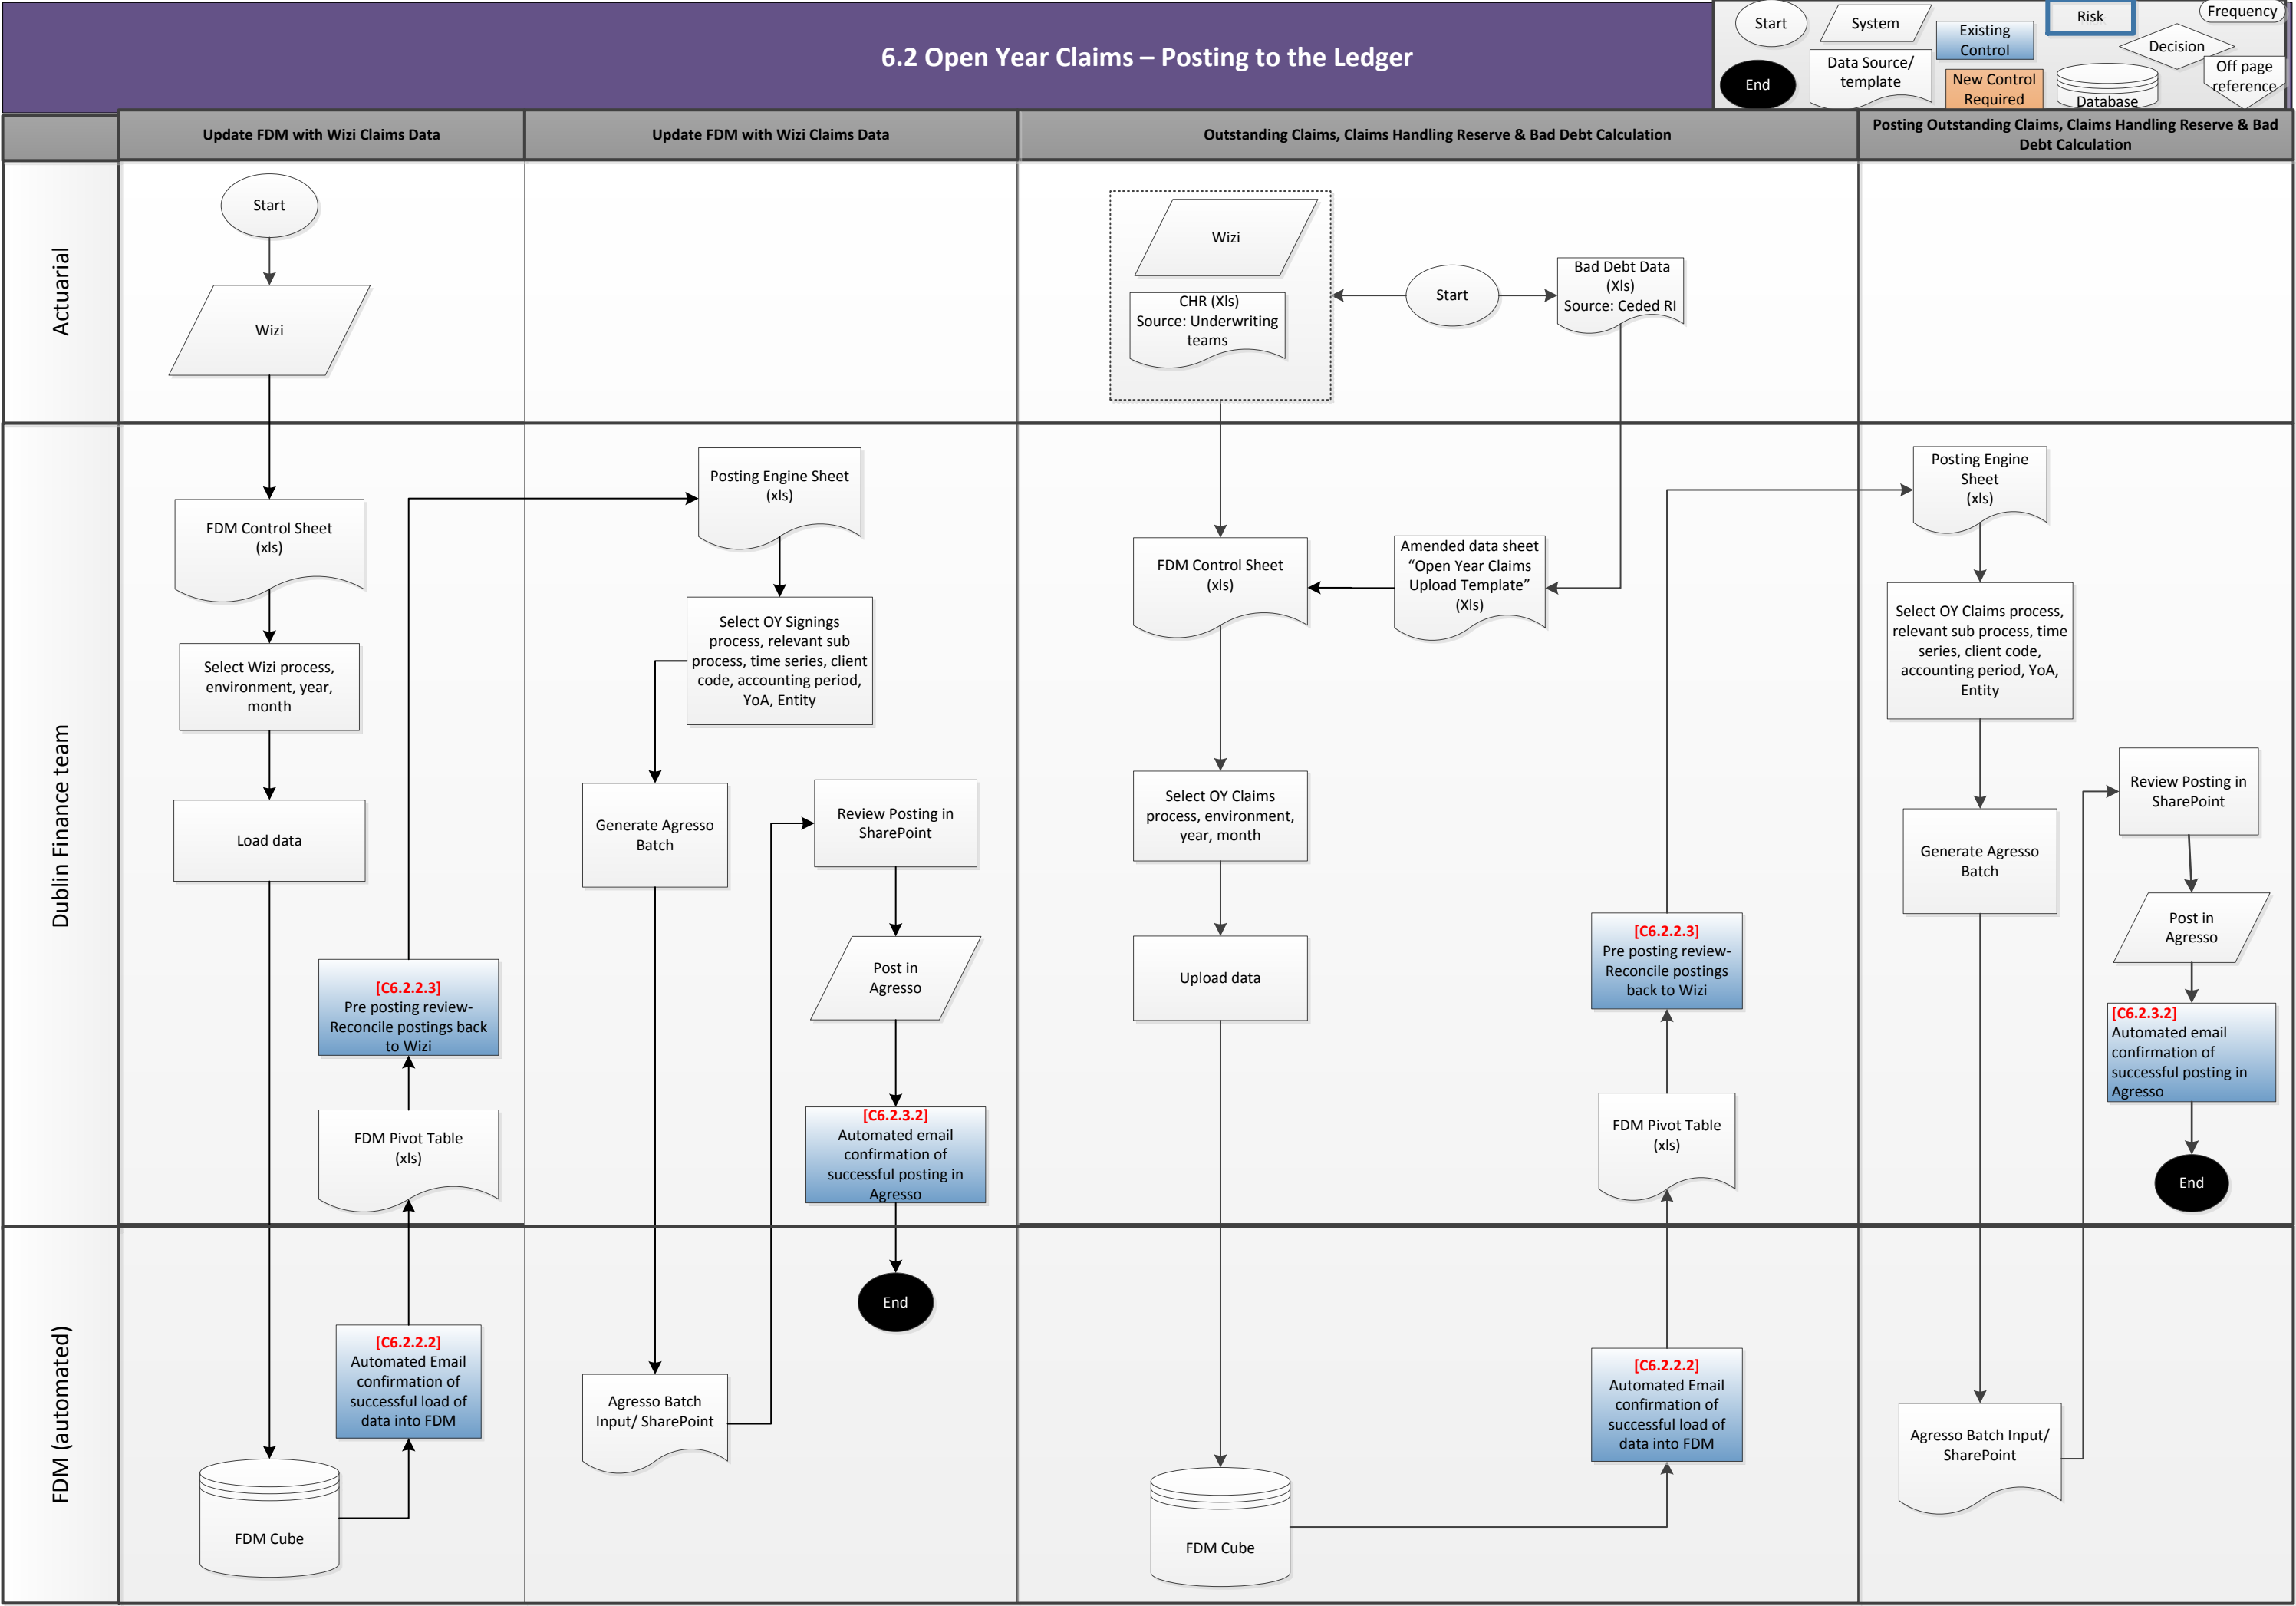 6.2 Open Year Claims – Posting to the Ledger
Start
System
Existing
Control
Risk
Frequency
Decision
End
Data Source/
template
New Control
Required
Database
Off page
reference
Update FDM with Wizi Claims Data
Update FDM with Wizi Claims Data
Outstanding Claims, Claims Handling Reserve & Bad Debt Calculation
Posting Outstanding Claims, Claims Handling Reserve & Bad
Debt Calculation
Actuarial
Start
Wizi
Wizi
CHR (Xls)
Source: Underwriting
teams
Start
Bad Debt Data
(Xls)
Source: Ceded RI
Dublin Finance team
FDM Control Sheet
(xls)
Select Wizi process,
environment, year,
month
Load data
[C6.2.2.3]
Pre posting review-
Reconcile postings back
to Wizi
FDM Pivot Table
(xls)
Posting Engine Sheet
(xls)
Select OY Signings
process, relevant sub
process, time series, client
code, accounting period,
YoA, Entity
Generate Agresso
Batch
Review Posting in
SharePoint
Post in
Agresso
[C6.2.3.2]
Automated email
confirmation of
successful posting in
Agresso
FDM Control Sheet
(xls)
Amended data sheet
“Open Year Claims
Upload Template”
(Xls)
Select OY Claims
process, environment,
year, month
Upload data
[C6.2.2.3]
Pre posting review-
Reconcile postings
back to Wizi
FDM Pivot Table
(xls)
Posting Engine
Sheet
(xls)
Select OY Claims process,
relevant sub process, time
series, client code,
accounting period, YoA,
Entity
Generate Agresso
Batch
Review Posting in
SharePoint
Post in
Agresso
[C6.2.3.2]
Automated email
confirmation of
successful posting in
Agresso
End
FDM (automated)
[C6.2.2.2]
Automated Email
confirmation of
successful load of
data into FDM
FDM Cube
End
Agresso Batch
Input/ SharePoint
[C6.2.2.2]
Automated Email
confirmation of
successful load of
data into FDM
FDM Cube
Agresso Batch Input/
SharePoint